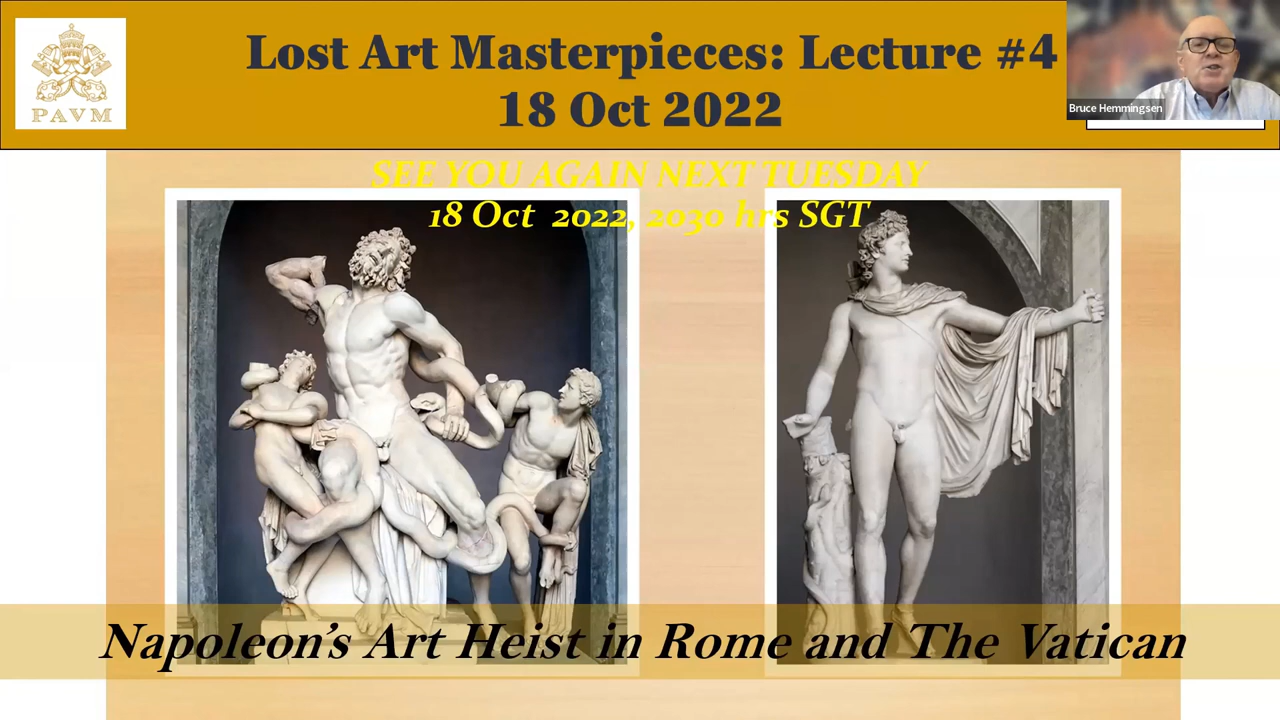 PAVM
Lost Art Masterpieces: Lecture #4
18 Oct 2022
Bruce Hemmingsen
SEE YOU AGAIN NEXT TUESDAY
18 Oct 2022, 2030 hrs SGT
Napoleon's Art Heist in Rome and The Vatican